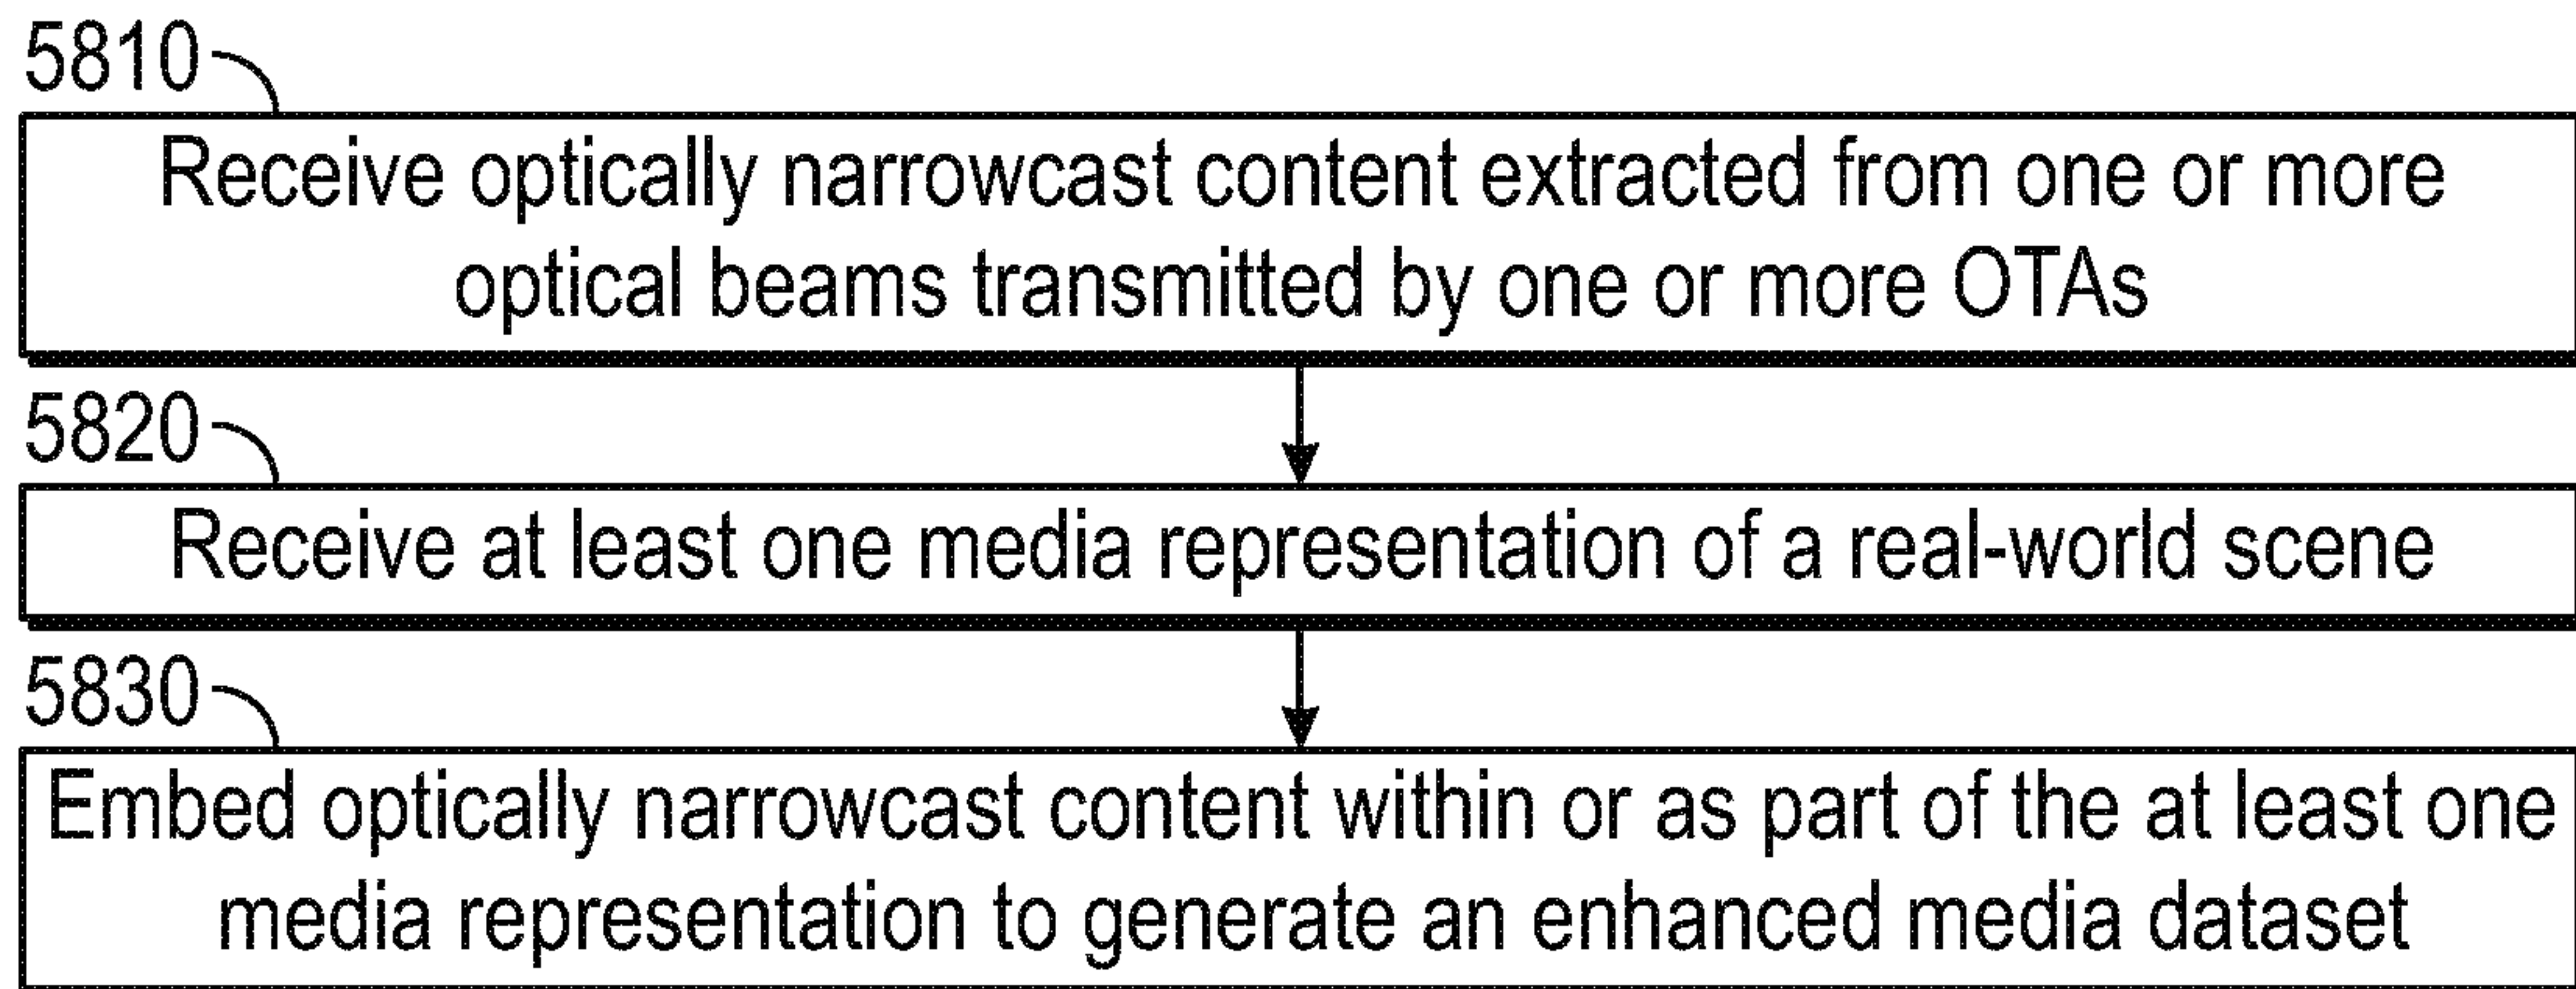 5810
Receive optically narrowcast content extracted from one or more
optical beams transmitted by one or more OTAs
5820
Receive at least one media representation of a real-world scene
5830
Embed optically narrowcast content within or as part of the at least one
media representation to generate an enhanced media dataset